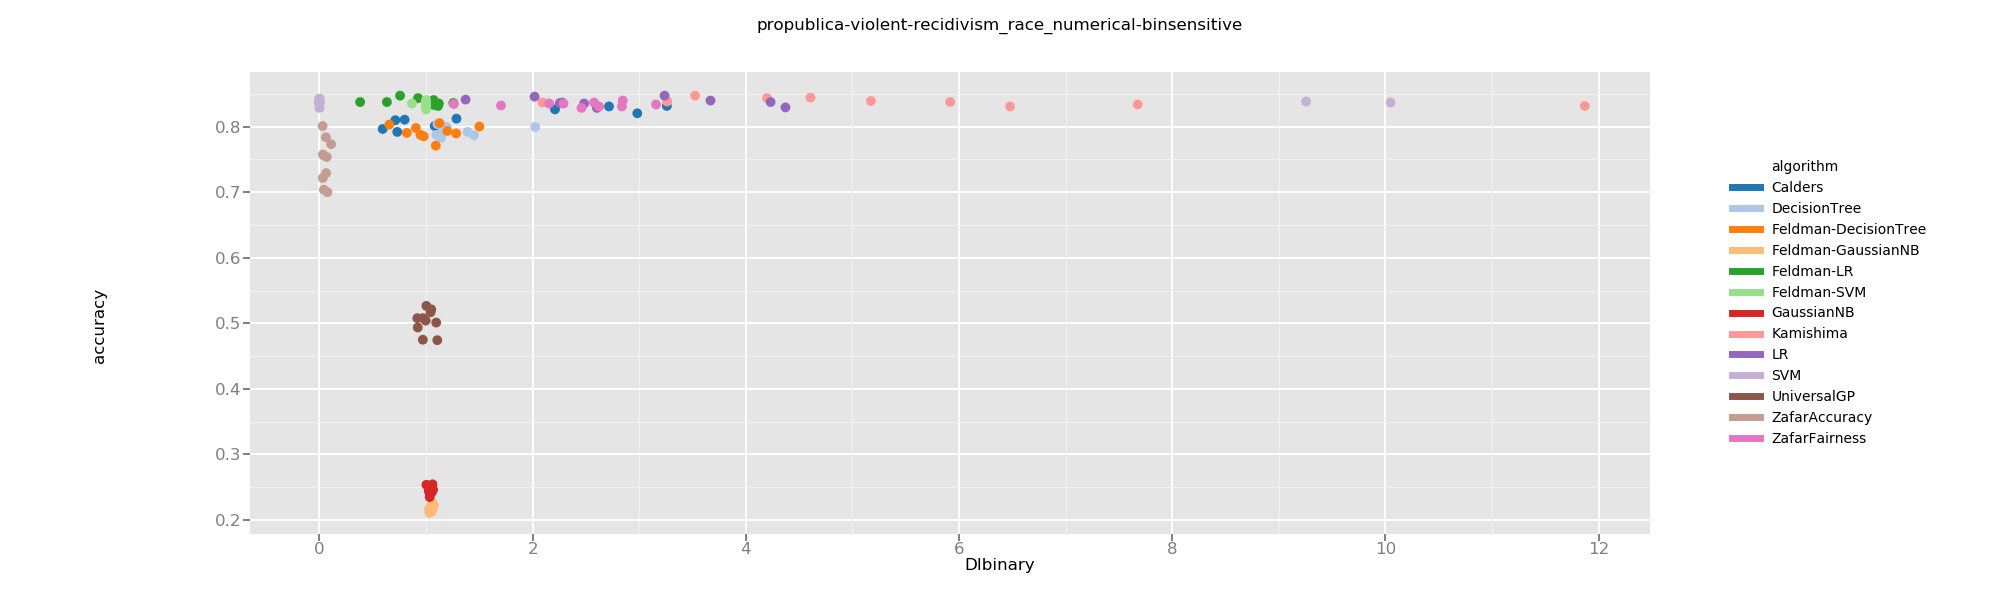 propublica-violent-recidivism_race_numerical-binsensitive
accuracy
0.8
0.7
0.6
0.5
0.4
0.3
0.2
0
2
4
6
8
10
12
DIbinary
algorithm
Calders
DecisionTree
Feldman-DecisionTree
Feldman-GaussianNB
Feldman-LR
Feldman-SVM
GaussianNB
Kamishima
LR
SVM
UniversalGP
ZafarAccuracy
ZafarFairness